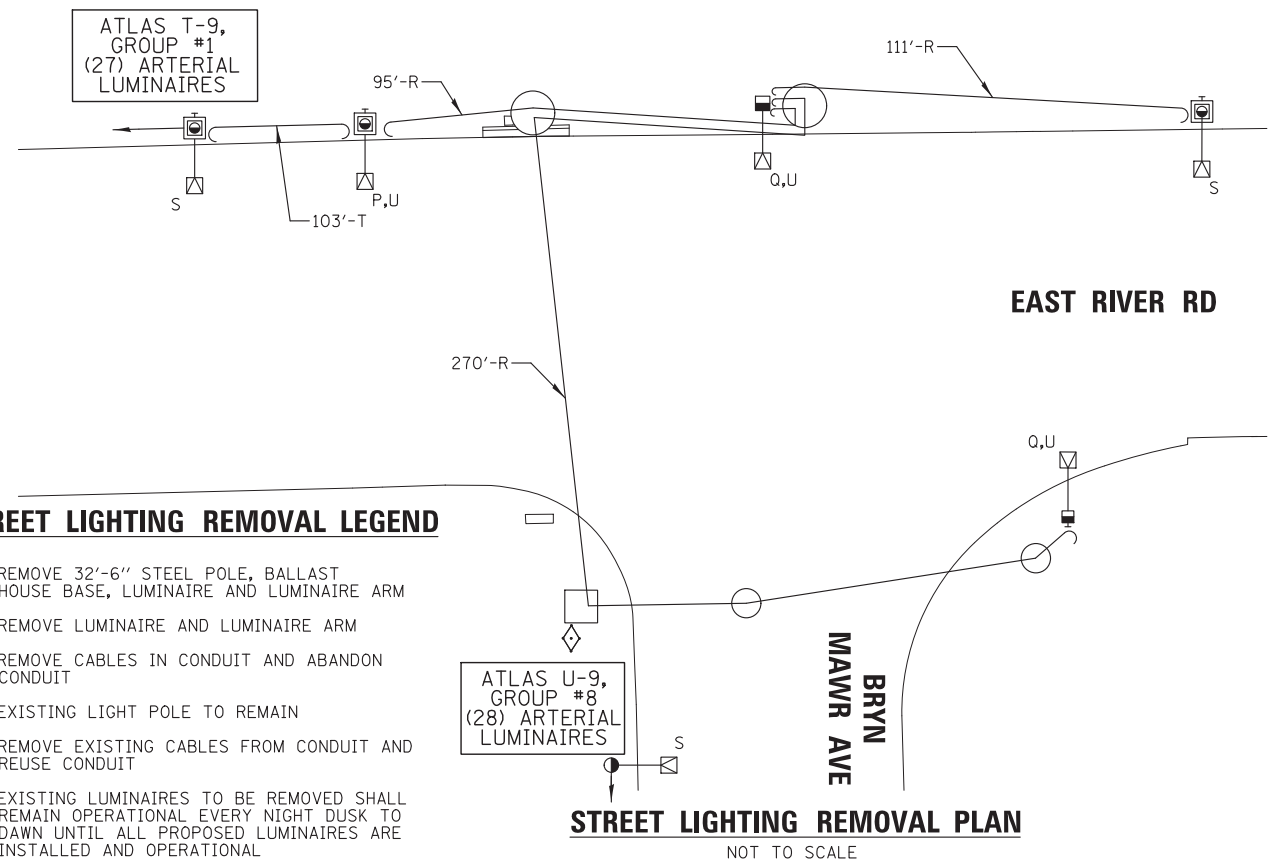 ATLAS T-9,
GROUP #1
(27) ARTERIAL
LUMINAIRES
95'-R
111'-R
S
P,U
103'-T
Q,U
S
EAST RIVER RD
270'-R
Q,U
REET LIGHTING REMOVAL LEGEND
REMOVE 32'-6" STEEL POLE, BALLAST
HOUSE BASE, LUMINAIRE AND LUMINAIRE ARM
REMOVE LUMINAIRE AND LUMINAIRE ARM
REMOVE CABLES IN CONDUIT AND ABANDON
CONDUIT
EXISTING LIGHT POLE TO REMAIN
REMOVE EXISTING CABLES FROM CONDUIT AND
REUSE CONDUIT
EXISTING LUMINAIRES TO BE REMOVED SHALL
REMAIN OPERATIONAL EVERY NIGHT DUSK TO
DAWN UNTIL ALL PROPOSED LUMINAIRES ARE
INSTALLED AND OPERATIONAL
ATLAS U-9,
GROUP #8
(28) ARTERIAL
LUMINAIRES
S
BRYN
MAWR AVE
STREET LIGHTING REMOVAL PLAN
NOT TO SCALE